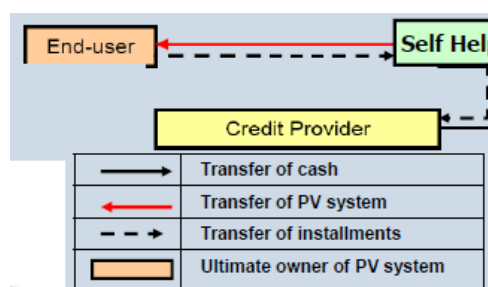 End-user
Self Hel
Credit Provider
Transfer of cash
Transfer of PV system
Transfer of installments
Ultimate owner of PV system